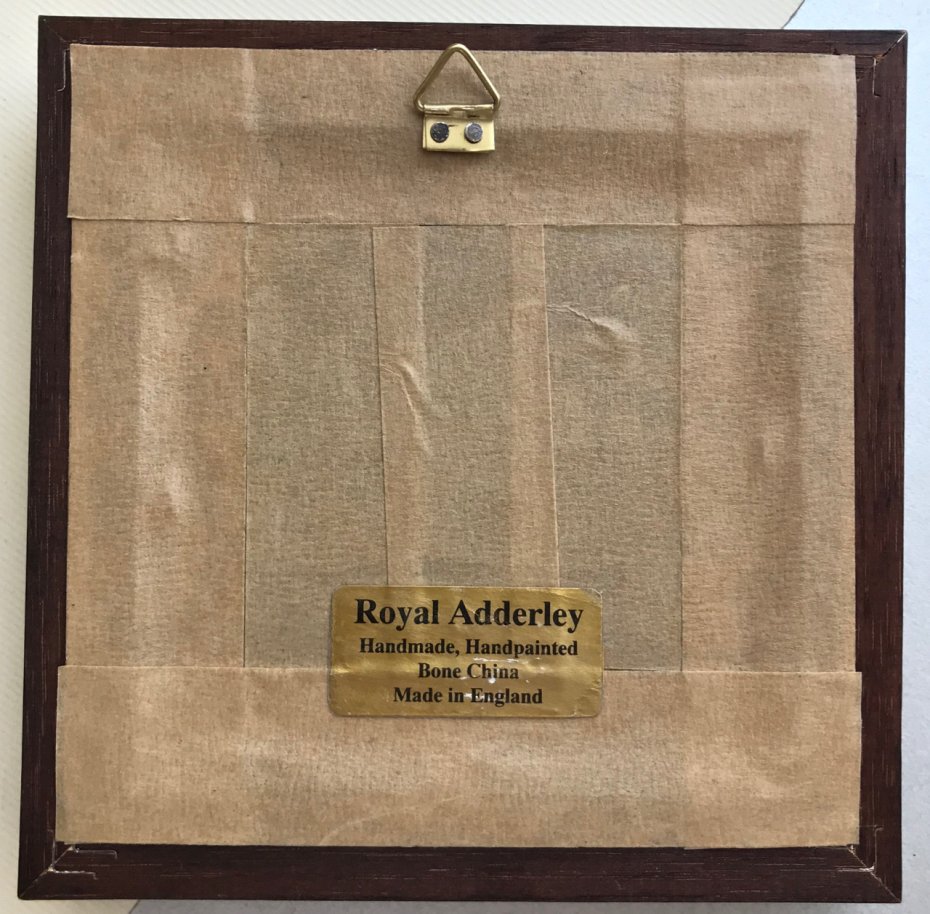 Royal Adderley
Handmade, Handpainted
Bone China
Made in England